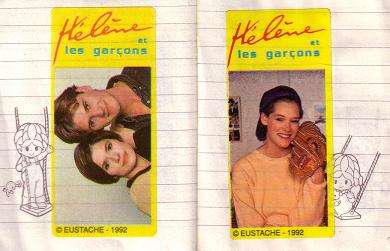 Hélène
et
les garçons
© EUSTACHE - 1992
Hélène
et
les garçons
© EUSTACHE - 1992